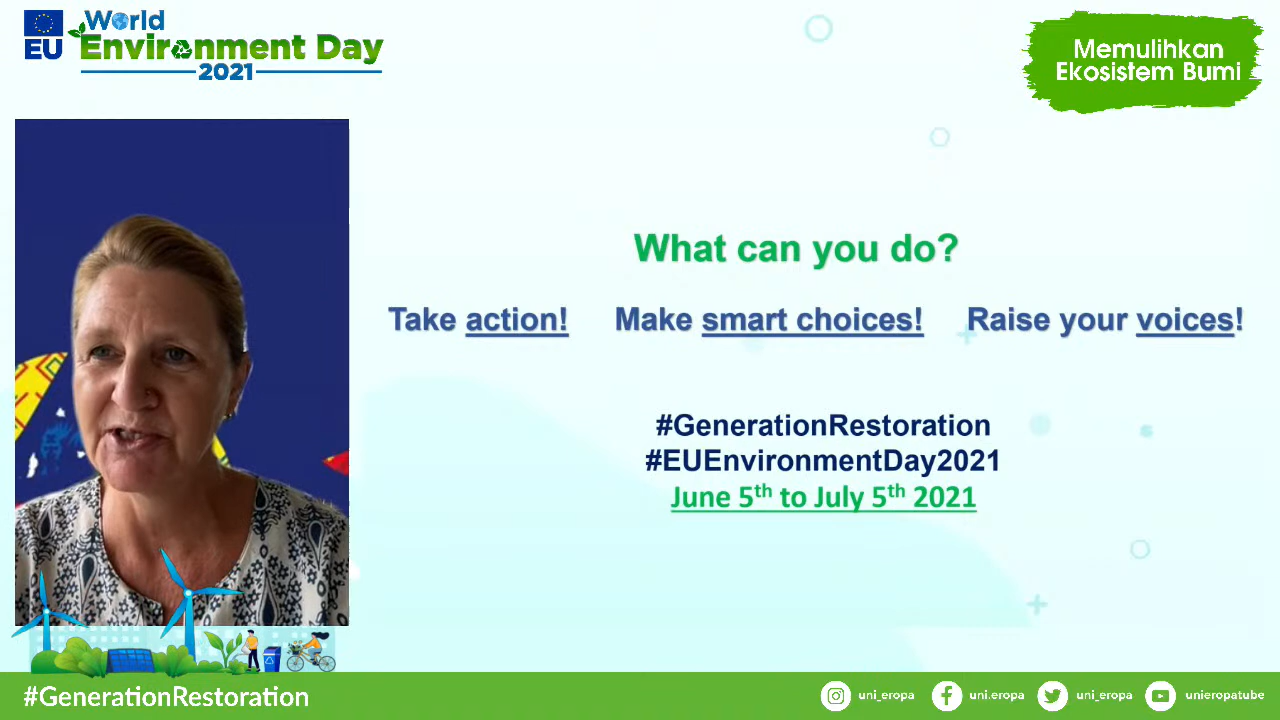 EU
World
Environment Day
2021
Memulihkan
Ekosistem Bumi
What can you do?
Take action! Make smart choices! Raise your voices!
#GenerationRestoration
#EUEnvironmentDay2021
June 5th to July 5th 2021
#GenerationRestoration
uni_eropa uni.eropa uni_eropa unieropatube